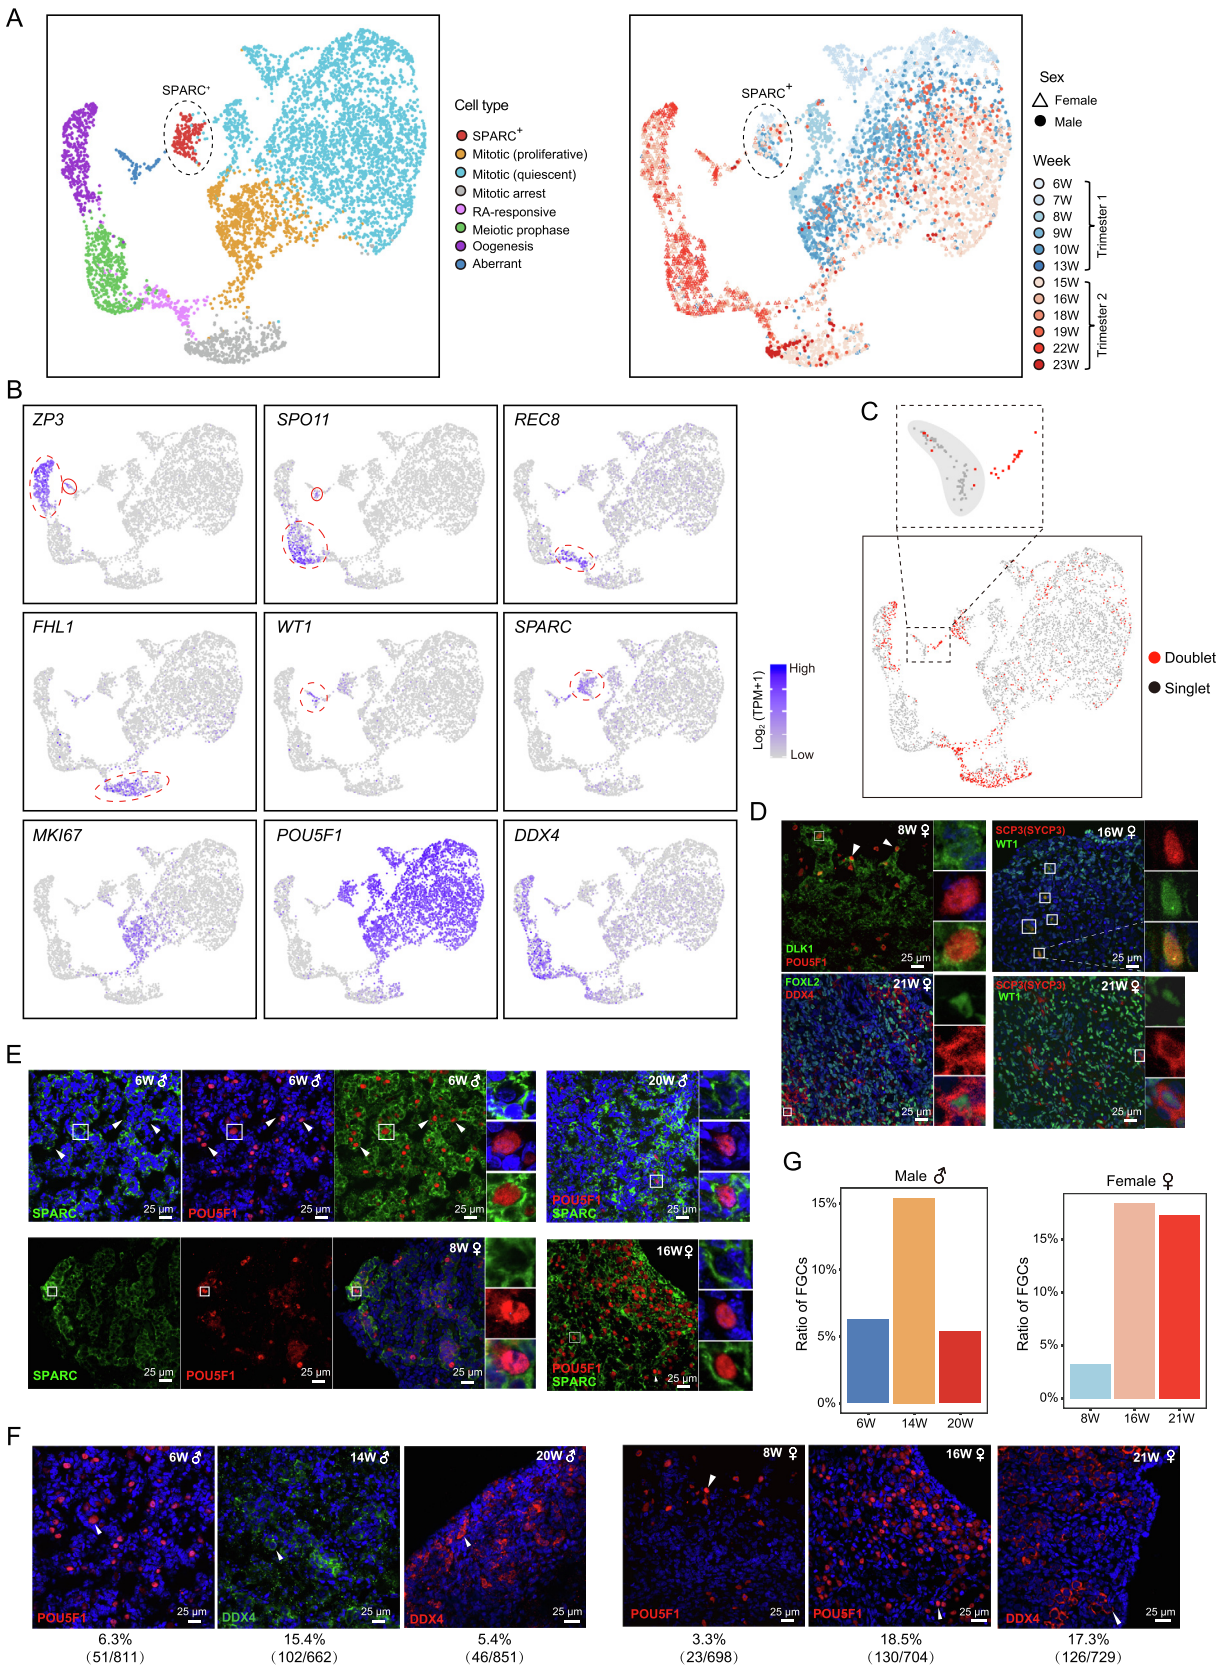 A
SPARC+
Cell type
SPARC+
Mitotic (proliferative)
Mitotic (quiescent)
Mitotic arrest
RA-responsive
Meiotic prophase
Oogenesis
Aberrant
SPARC+
Sex
Female
Male
Week
6W
7W
8W
9W
10W
13W
Trimester 1
15W
16W
18W
19W
22W
23W
Trimester 2
B
ZP3
SPO11
REC8
FHL1
WT1
SPARC
MKI67
POU5F1
DDX4
High
Log2 (TPM+1)
Low
C
Doublet
Singlet
D
8W ♀
DLK1
POU5F1
25 µm
SCP3(SYCP3)
WT1
16W ♀
25 µm
FOXL2
DDX4
21W ♀
25 µm
SCP3(SYCP3)
WT1
21W ♀
25 µm
E
6W ♂
SPARC
25 µm
6W ♂
POU5F1
25 µm
6W ♂
25 µm
20W ♂
POU5F1
SPARC
25 µm
SPARC
25 µm
POU5F1
25 µm
8W ♀
25 µm
16W ♀
POU5F1
SPARC
25 µm
G
Male ♂
Ratio of FGCs
15%
10%
5%
0%
6W 14W 20W
Female ♀
Ratio of FGCs
15%
10%
5%
0%
8W 16W 21W
F
6W ♂
POU5F1
25 µm
6.3%
(51/811)
14W ♂
DDX4
25 µm
15.4%
(102/662)
20W ♂
DDX4
25 µm
5.4%
(46/851)
8W ♀
POU5F1
25 µm
3.3%
(23/698)
16W ♀
POU5F1
25 µm
18.5%
(130/704)
21W ♀
DDX4
25 µm
17.3%
(126/729)